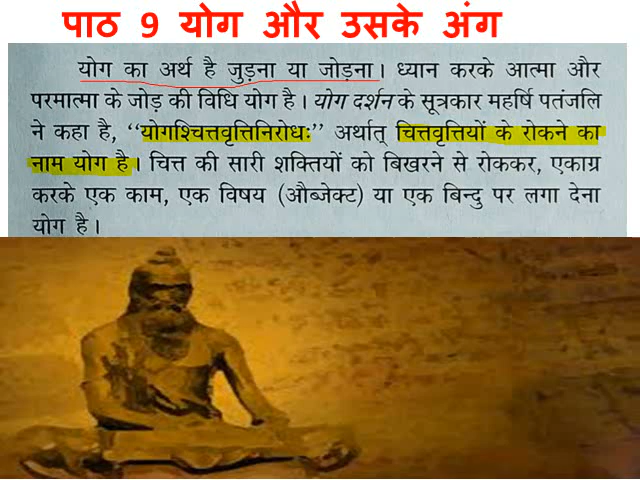 पाठ 9 योग और उसके अंग
योग का अर्थ है जुड़ना या जोड़ना। ध्यान करके आत्मा और
परमात्मा के जोड़ की विधि योग है। योग दर्शन के सूत्रकार महर्षि पतंजलि
ने कहा है, “योगश्चित्तवृत्तिनिरोधः” अर्थात् चित्तवृत्तियों के रोकने का
नाम योग है। चित्त की सारी शक्तियों को बिखरने से रोककर, एकाग्र
करके एक काम, एक विषय (औब्जेक्ट) या एक बिन्दु पर लगा देना
योग है।